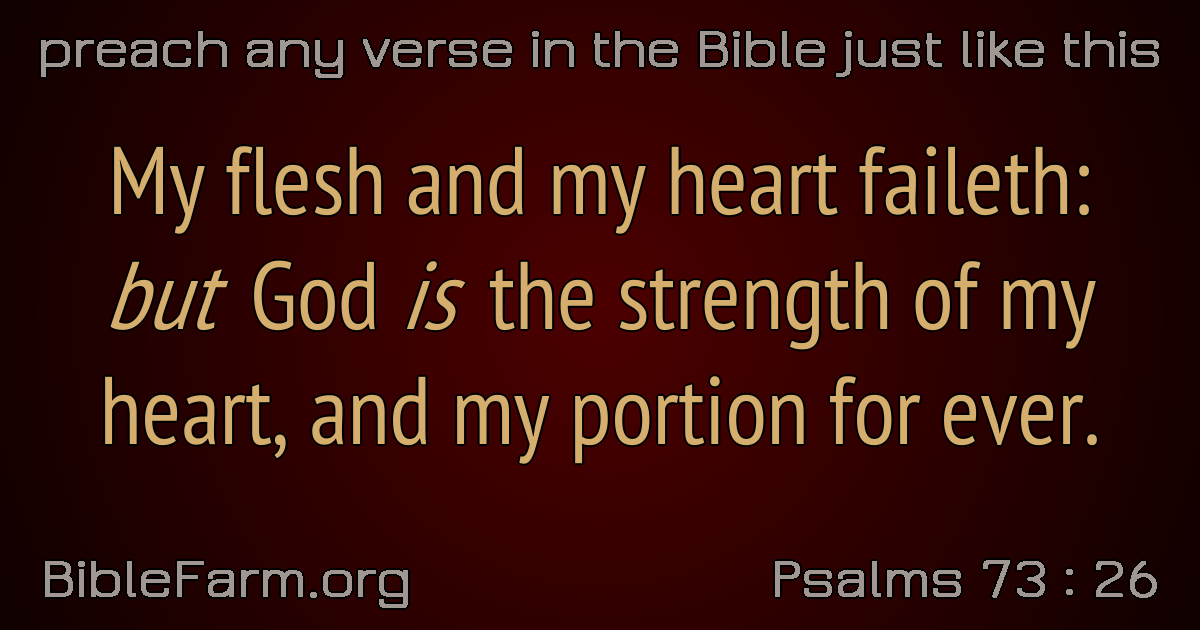 preach any verse in the Bible just like this
My flesh and my heart faileth:
but God is the strength of my
heart, and my portion for ever.
BibleFarm.org
Psalms 73 : 26